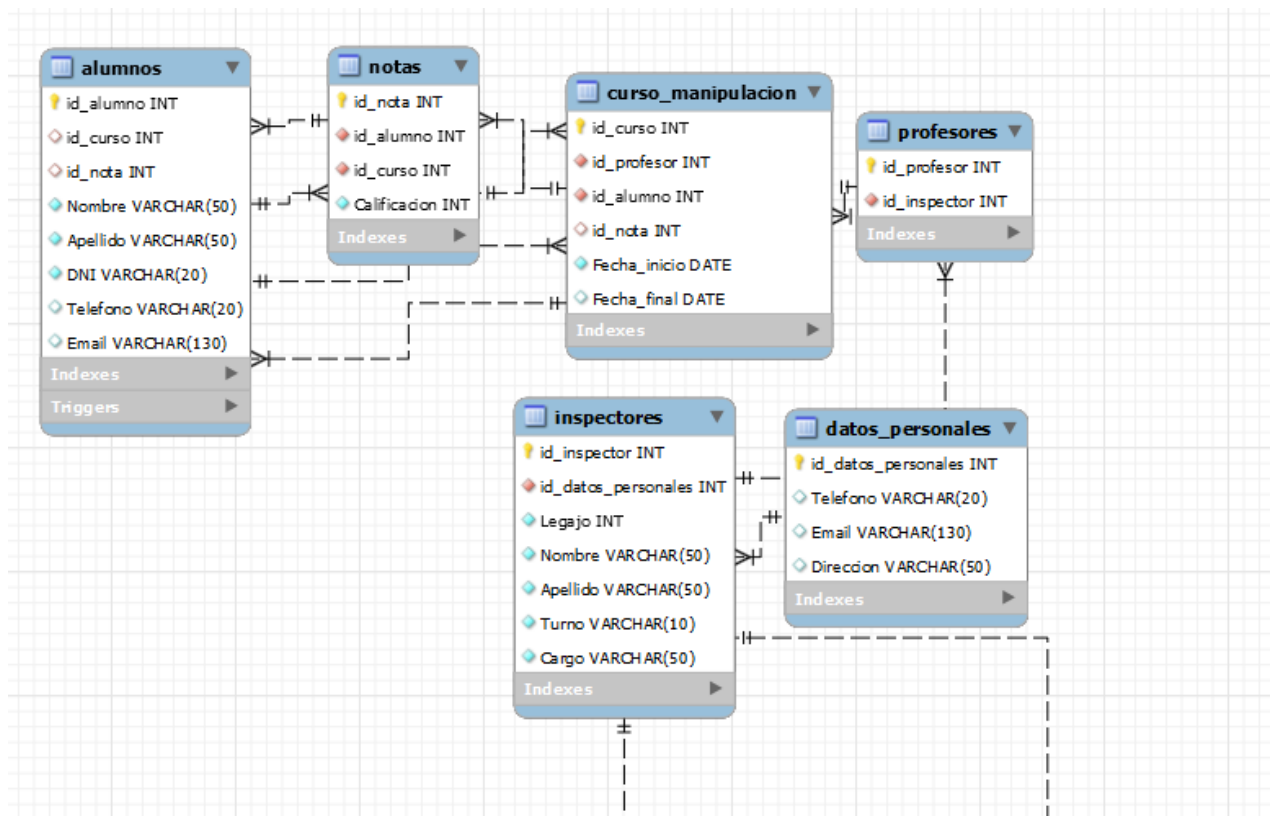 alumnos
id_alumno INT
id_curso INT
id_nota INT
Nombre VARCHAR(50)
Apellido VARCHAR(50)
DNI VARCHAR(20)
Telefono VARCHAR(20)
Email VARCHAR(130)
Indexes
Triggers
notas
id_nota INT
id_alumno INT
id_curso INT
Calificacion INT
Indexes
curso_manipulacion
id_curso INT
id_profesor INT
id_alumno INT
id_nota INT
Fecha_inicio DATE
Fecha_final DATE
Indexes
profesores
id_profesor INT
id_inspector INT
Indexes
inspectores
id_inspector INT
id_datos_personales INT
Legajo INT
Nombre VARCHAR(50)
Apellido VARCHAR(50)
Turno VARCHAR(10)
Cargo VARCHAR(50)
Indexes
datos_personales
id_datos_personales INT
Telefono VARCHAR(20)
Email VARCHAR(130)
Direccion VARCHAR(50)
Indexes